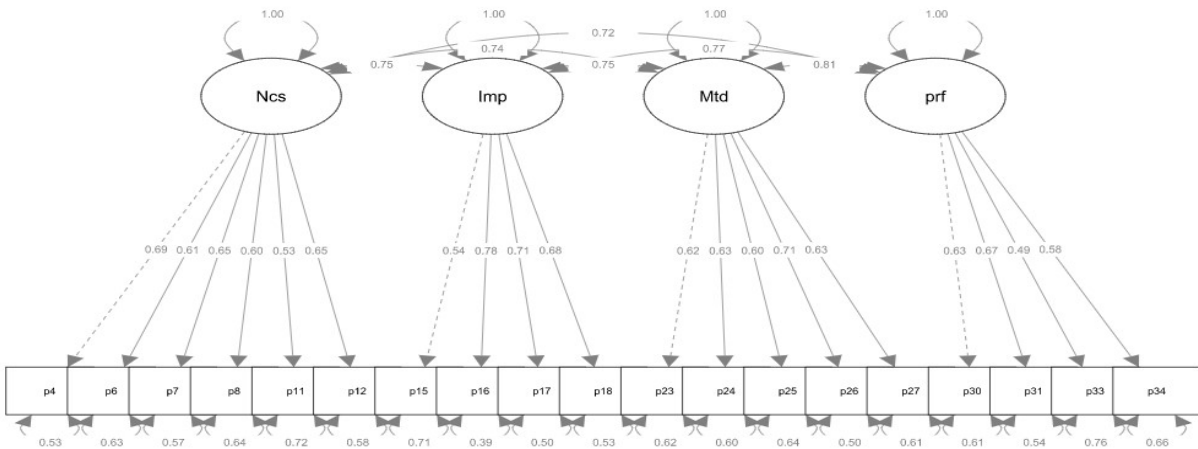 1.00 1.00 1.00 1.00
0.72
0.74 0.77
0.75 0.75 0.81
Ncs Imp Mtd prf
0.69 0.61 0.65 0.60 0.53 0.65 0.54 0.78 0.71 0.68 0.62 0.63 0.60 0.71 0.63 0.63 0.67 0.49 0.58
p4 p6 p7 p8 p11 p12 p15 p16 p17 p18 p23 p24 p25 p26 p27 p30 p31 p33 p34
0.53 0.63 0.57 0.64 0.72 0.58 0.71 0.39 0.50 0.53 0.62 0.60 0.64 0.50 0.61 0.61 0.54 0.76 0.66